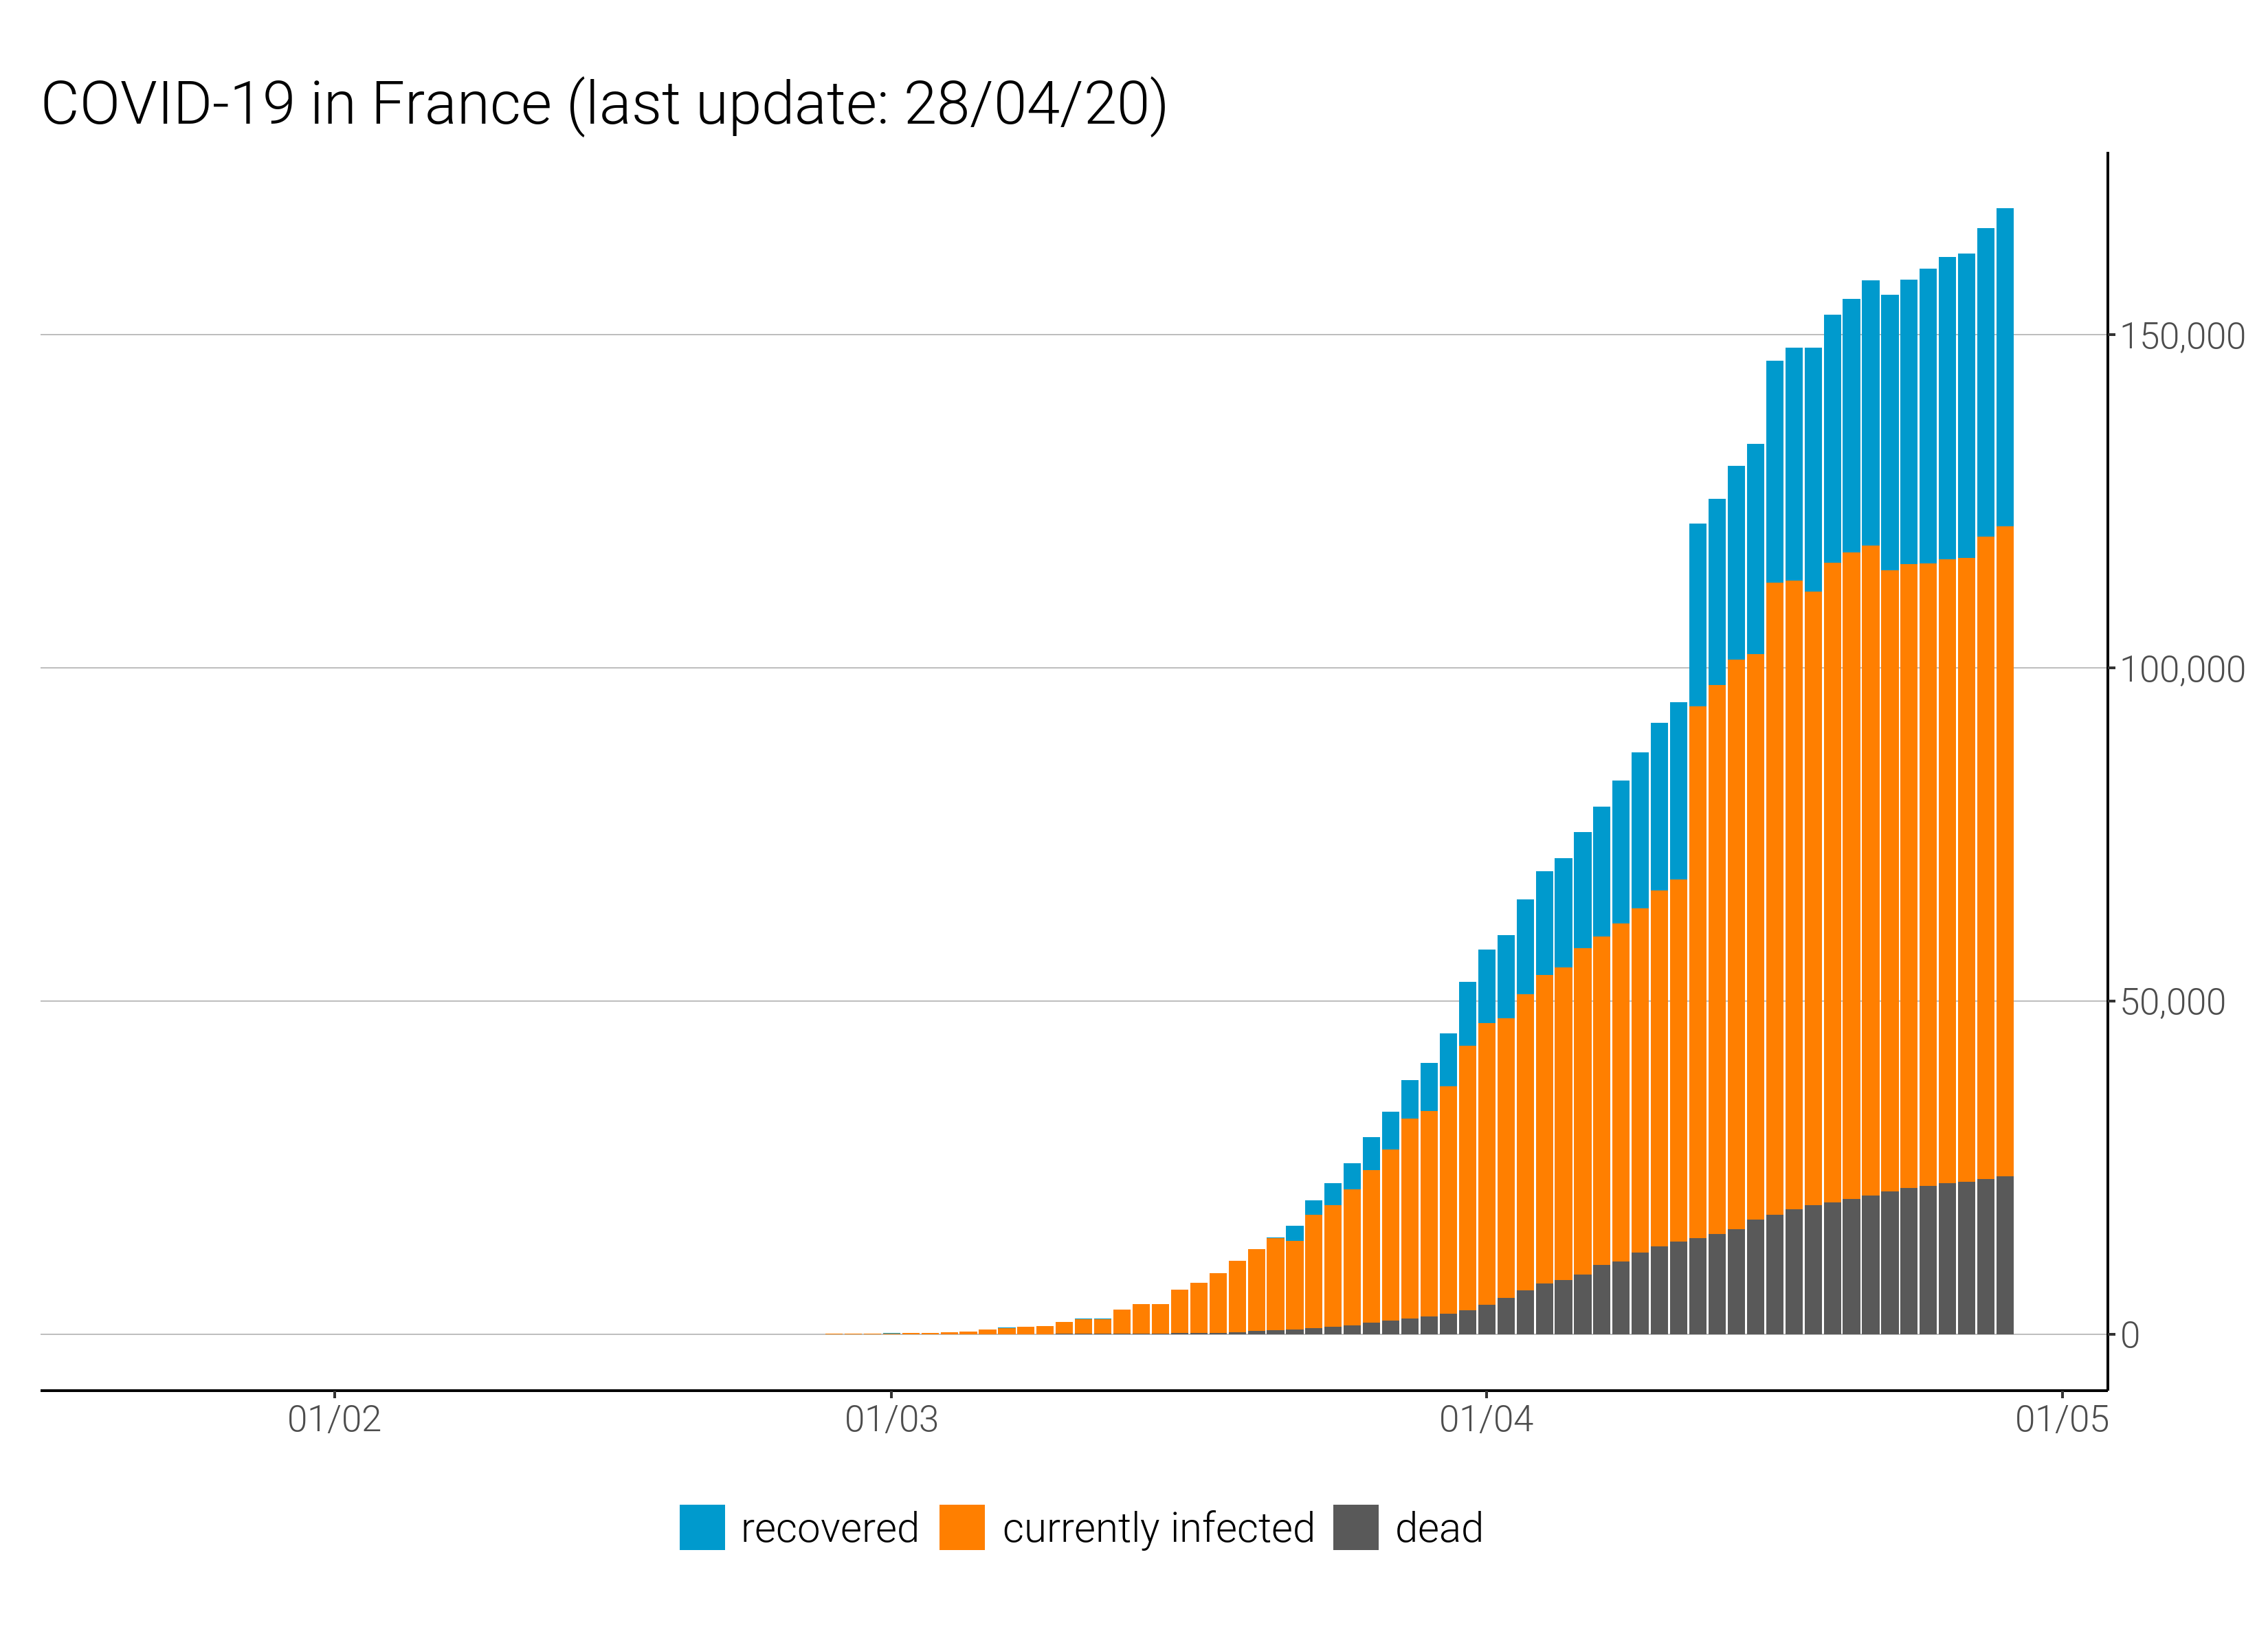 COVID-19 in France (last update: 28/04/20)
150,000
100,000
50,000
0
01/02 01/03 01/04 01/05
recovered currently infected dead